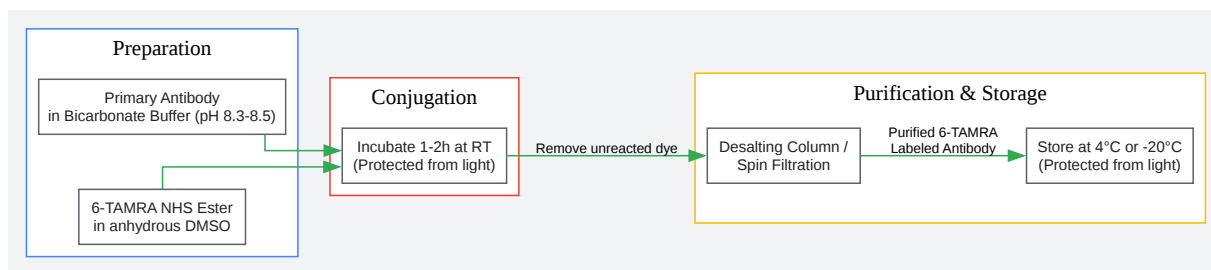 Preparation
Primary Antibody
in Bicarbonate Buffer (pH 8.3-8.5)
6-TAMRA NHS Ester
in anhydrous DMSO
Conjugation
Incubate 1-2h at RT
(Protected from light)
Remove unreacted dye
Purification & Storage
Desalting Column /
Spin Filtration
Purified 6-TAMRA
Labeled Antibody
Store at 4°C or -20°C
(Protected from light)